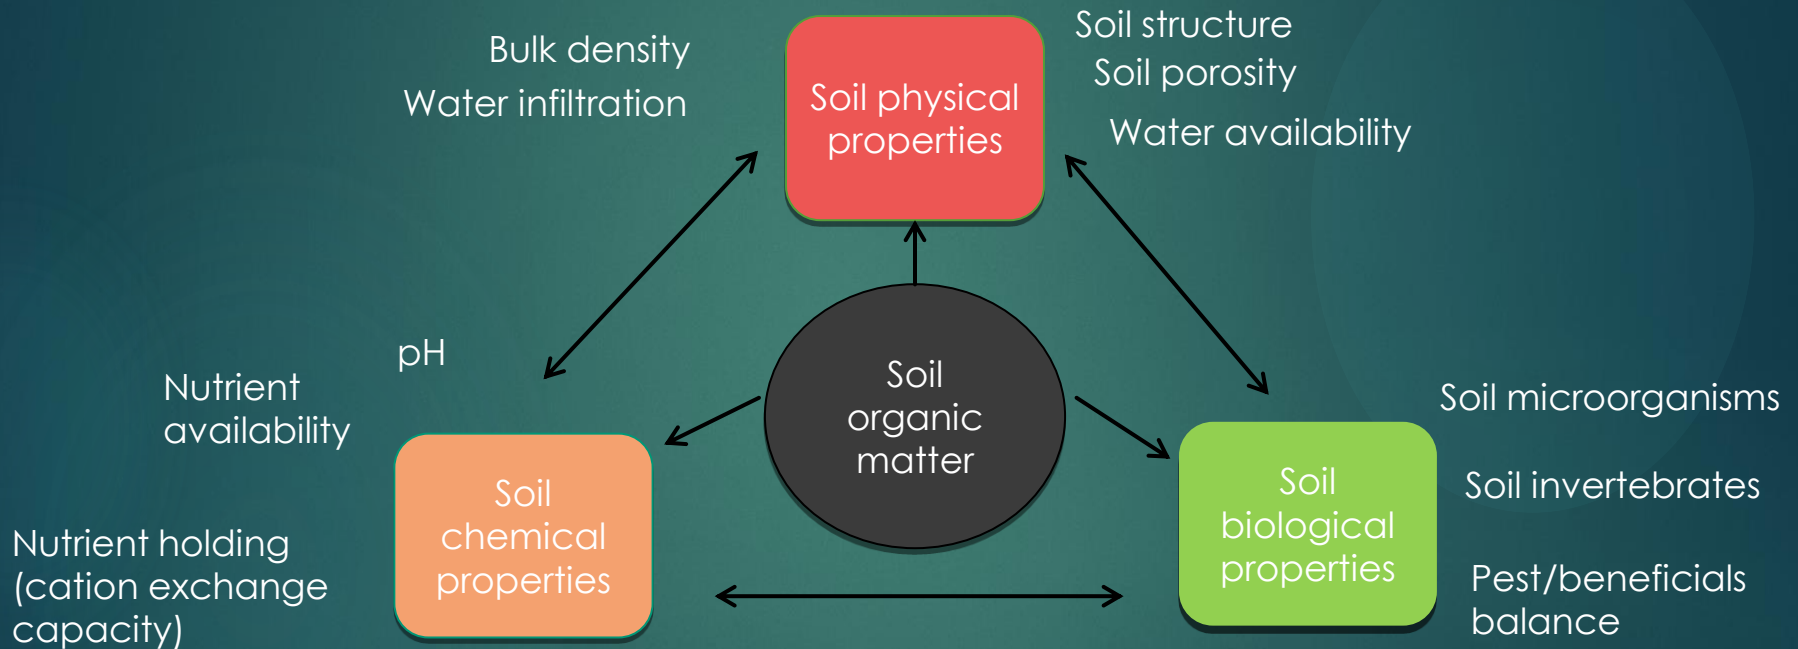 Bulk density
Water infiltration
Soil physical
properties
Soil structure
Soil porosity
Water availability
pH
Nutrient
availability
Soil
chemical
properties
Nutrient holding
(cation exchange
capacity)
Soil
organic
matter
Soil
biological
properties
Soil microorganisms
Soil invertebrates
Pest/beneficials
balance